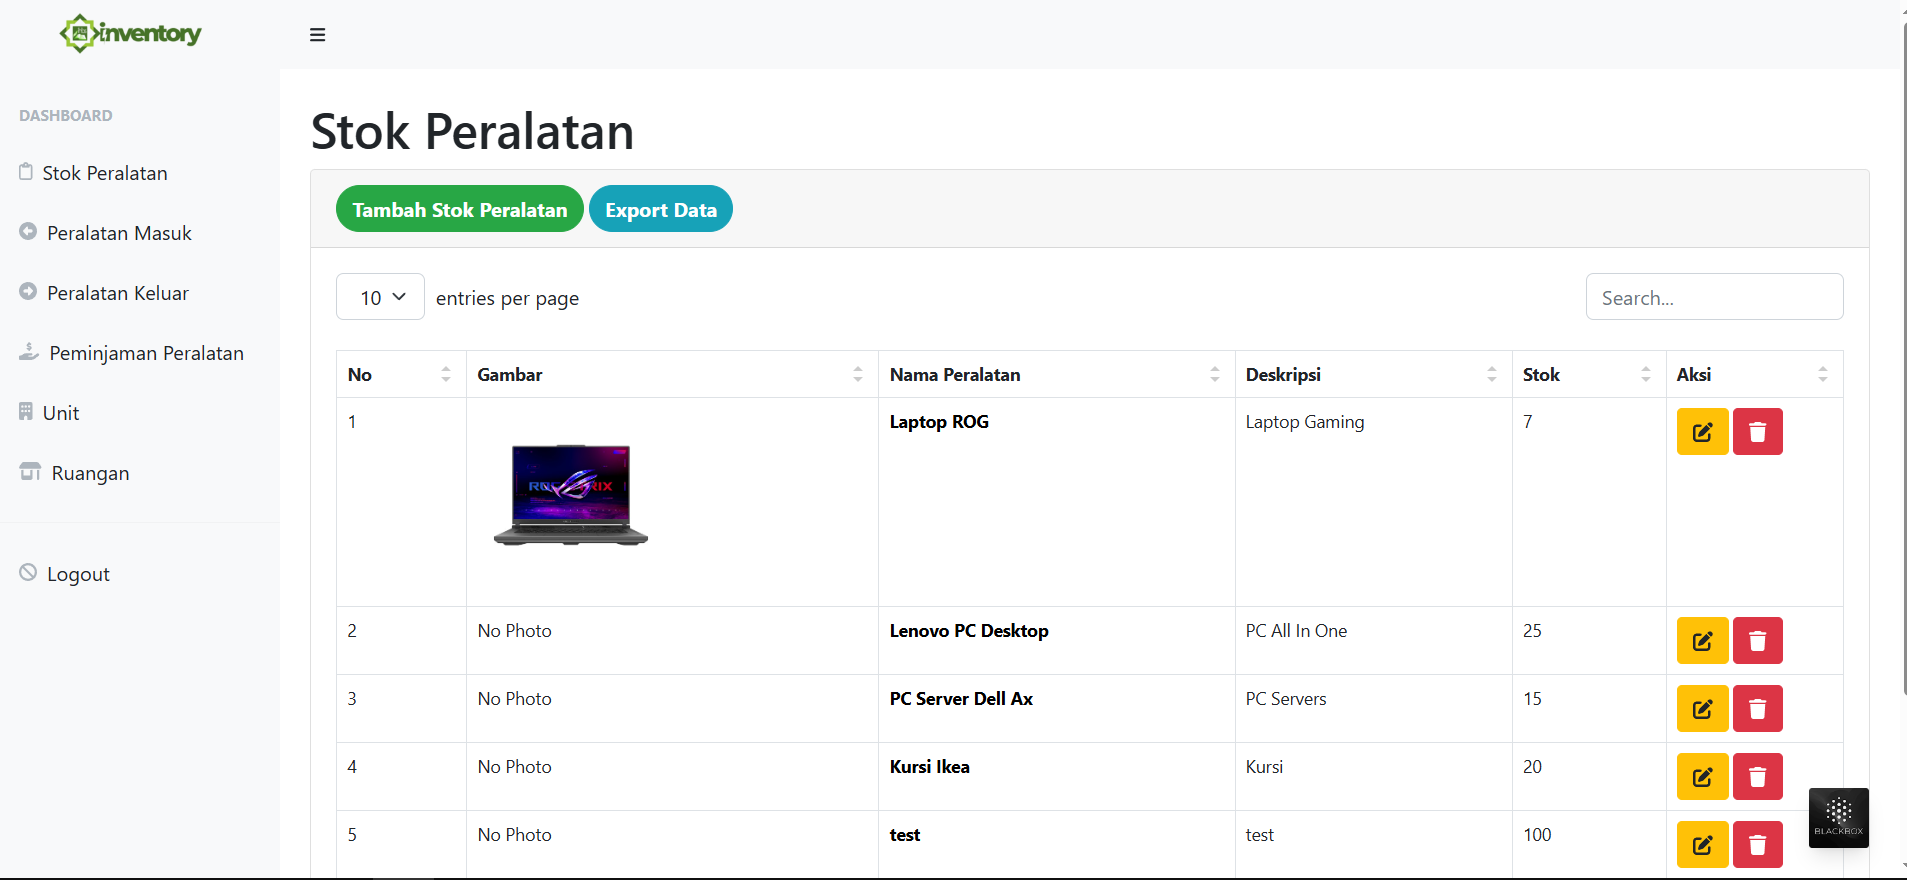 inventory
DASHBOARD
Stok Peralatan
Peralatan Masuk
Peralatan Keluar
Peminjaman Peralatan
Unit
Ruangan
Logout
Stok Peralatan
Tambah Stok Peralatan Export Data
10 entries per page Search...
No Gambar Nama Peralatan Deskripsi Stok Aksi
1 Laptop ROG Laptop Gaming 7
2 No Photo Lenovo PC Desktop PC All In One 25
3 No Photo PC Server Dell Ax PC Servers 15
4 No Photo Kursi Ikea Kursi 20
5 No Photo test test 100
BLACKBOX